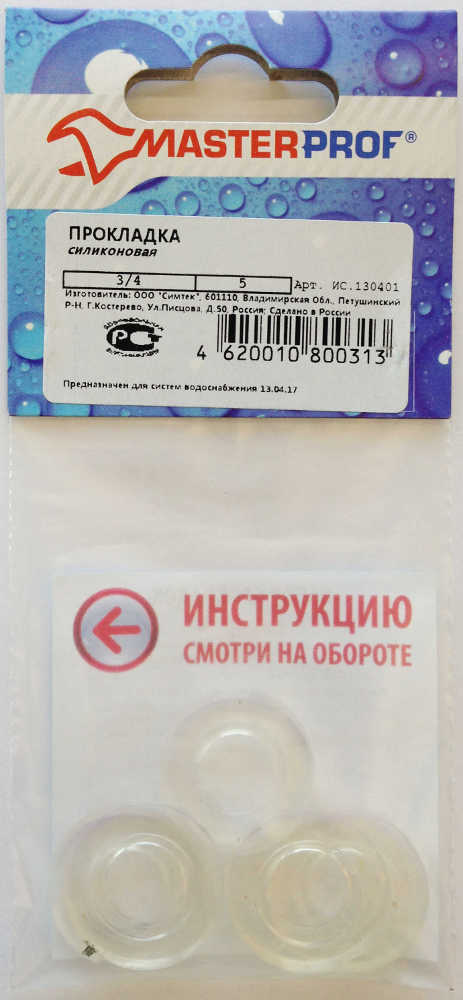 MASTERPROF®
ПРОКЛАДКА
силиконовая
3/4 5 Арт. ИС.130401
Изготовитель: ООО "Симтек", 601110, Владимирская Обл., Петушинский
Р-Н, Г.Костерево, Ул.Писцова, Д.50, Россия; Сделано в России
РСТ
4 620010 800313
Предназначен для систем водоснабжения 13.04.17
ИНСТРУКЦИЮ
СМОТРИ НА ОБОРОТЕ